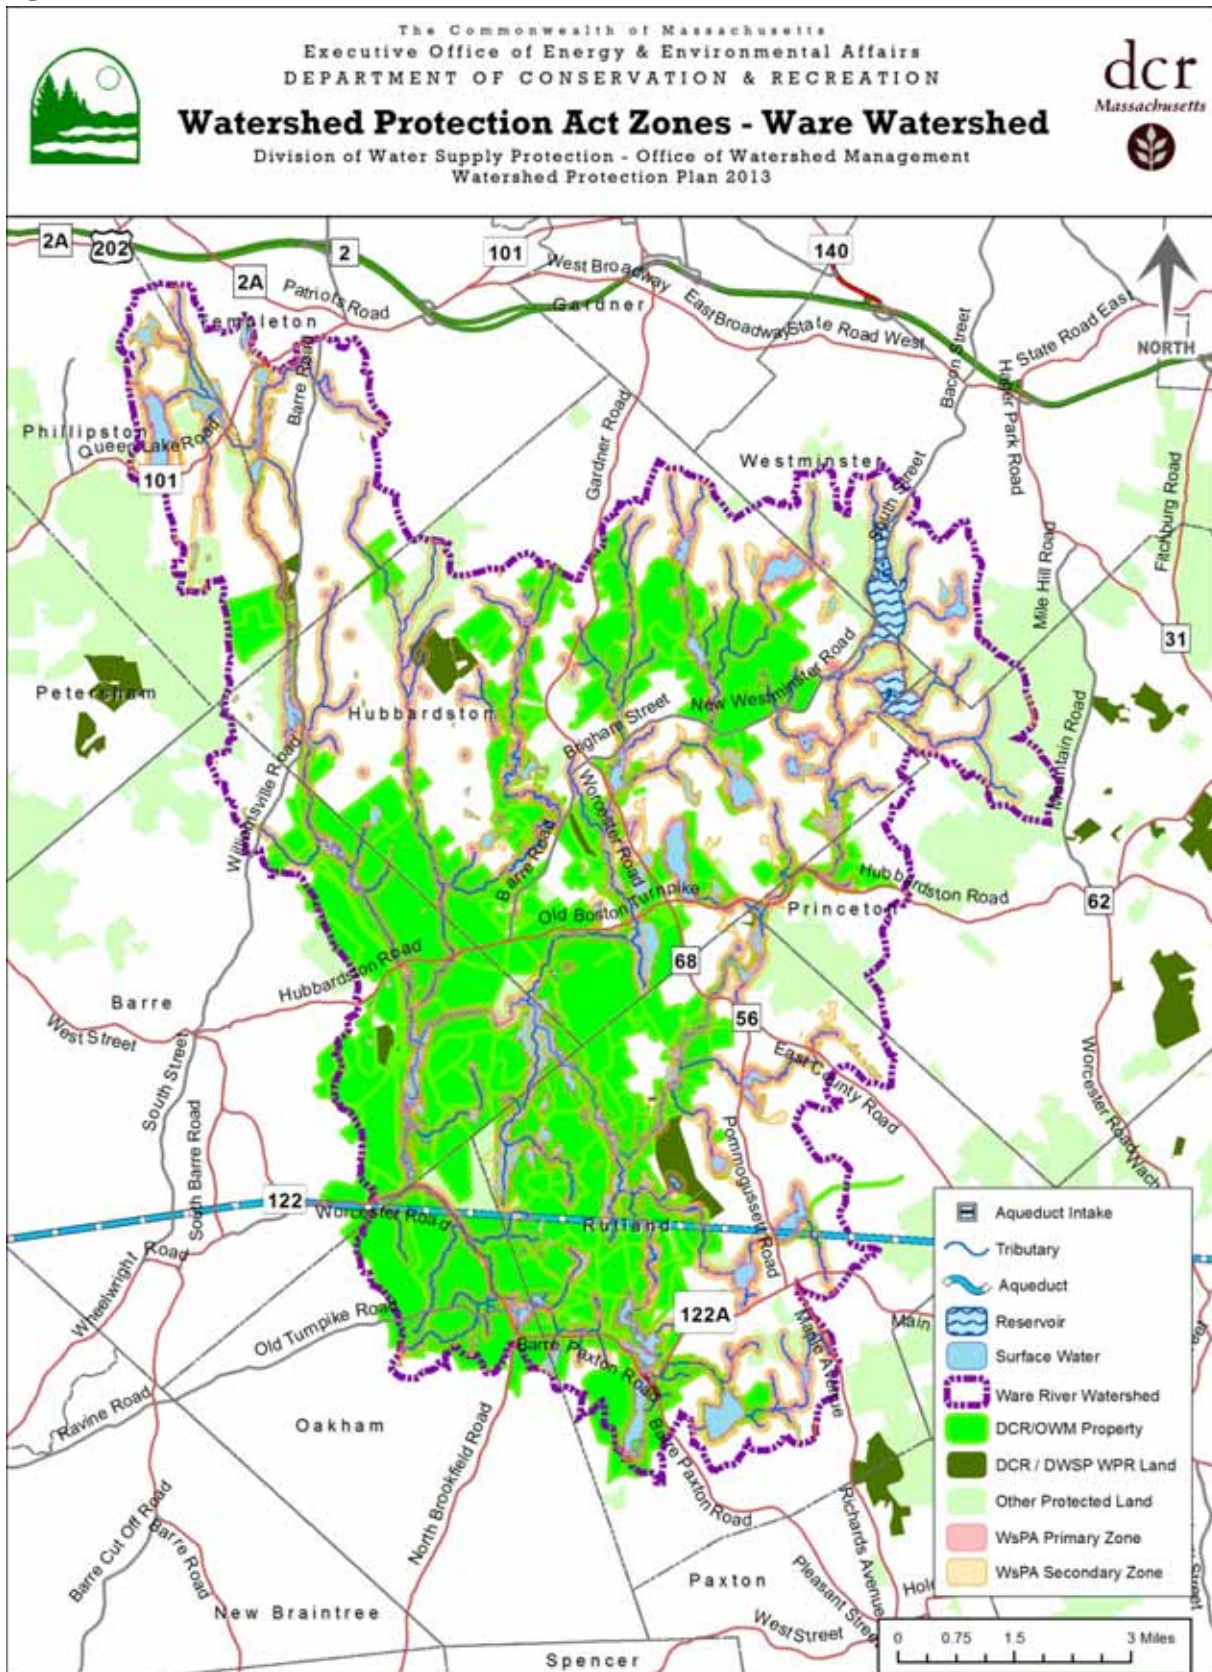 The Commonwealth of Massachusetts
Executive Office of Energy & Environmental Affairs
DEPARTMENT OF CONSERVATION & RECREATION
Watershed Protection Act Zones - Ware Watershed
Division of Water Supply Protection - Office of Watershed Management
Watershed Protection Plan 2013
dcr
Massachusetts
2A
202
2
101
140
2A
West Broadway
Patriots Road
Gardner
East Broadway
State Road West
State Road East
Templeton
Bacon Street
NORTH
Barre Road
Hager Park Road
Phillipston
Queen Lake Road
Gardner Road
Westminster
101
South Street
Fitchburg Road
Mile Hill Road
31
Petersham
New Westminster Road
Hubbardston
Brigham Street
Mountain Road
Williamsville Road
Worcester Road
Barre Road
Hubbardston Road
Old Boston Turnpike
Princeton
62
68
Hubbardston Road
Barre
56
West Street
East County Road
South Street
Worcester Road
South Barre Road
Pommogussett Road
Wach
122
Worcester Road
Rutland
Road
Wheelwright
122A
Old Turnpike Road
Main
Maple Avenue
Barre Paxton Road
Ravine Road
Oakham
Barre Paxton Road
North Brookfield Road
Richards Avenue
Barre Cut Off Road
Barre Road
Paxton
Pleasant Street
Hol
New Braintree
West Street
Spencer
Street
Aqueduct Intake
Tributary
Aqueduct
Reservoir
Surface Water
Ware River Watershed
DCR/OWM Property
DCR / DWSP WPR Land
Other Protected Land
WsPA Primary Zone
WsPA Secondary Zone
0 0.75 1.5 3 Miles